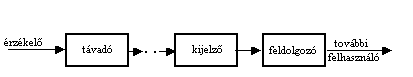 érzékelő
távadó
kijelző
feldolgozó
további
felhasználó